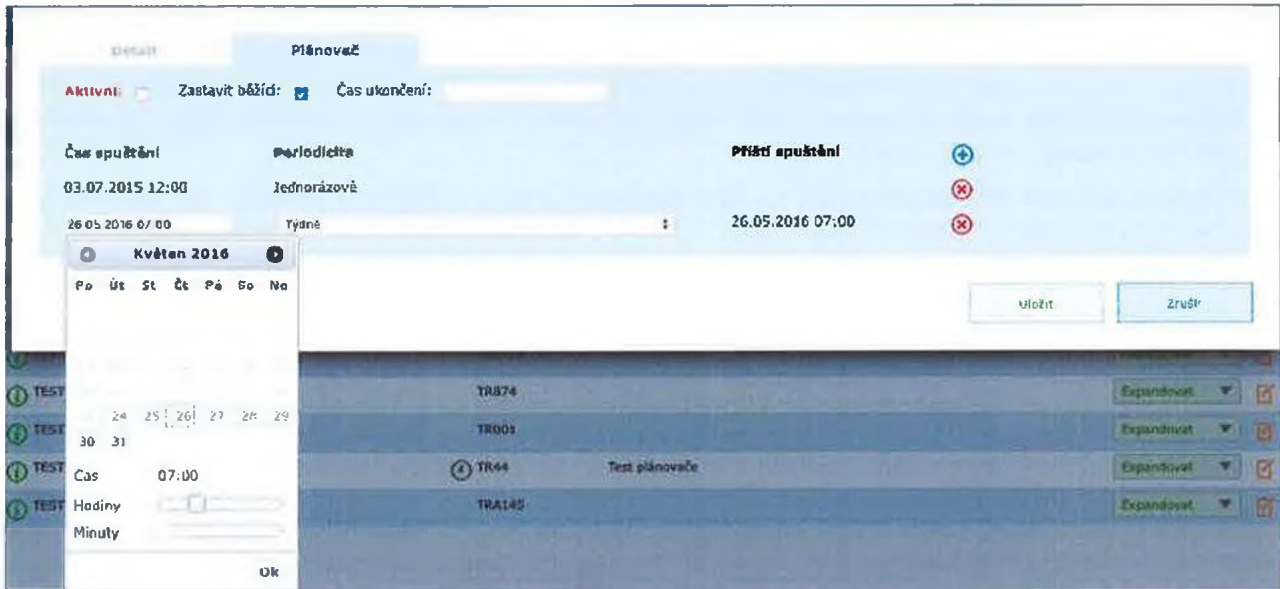 Detail Plánovač
Aktivní: Zastavit běžící: Čas ukončení:
Čas spuštění Periodicita Příští spuštění
03.07.2015 12:00 Jednorázově
26.05.2016 07:00 Týdně 26.05.2016 07:00
Květen 2016
Po Út St Čt Pá So Ne
24 25 26 27 28 29
30 31
Čas 07:00
Hodiny
Minuty
Ok
Uložit Zrušit
TEST TR874 Expandovat
TEST TR001 Expandovat
TEST TR44 Test plánovače Expandovat
TEST TRA145 Expandovat